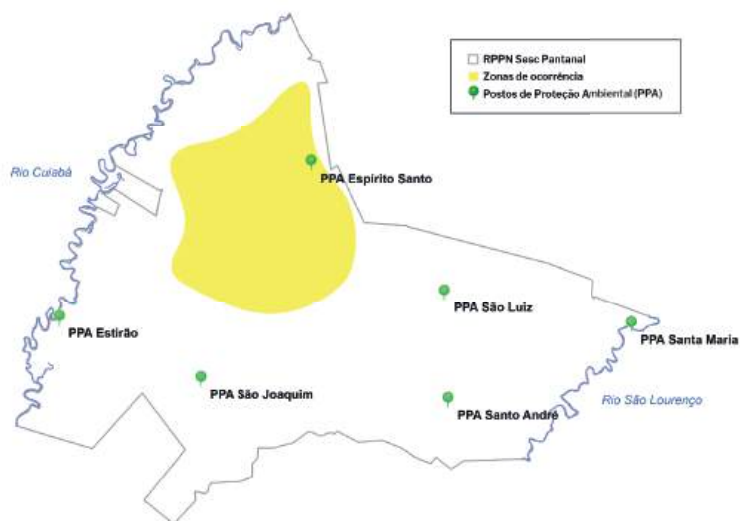 RPPN Sesc Pantanal
Zonas de ocorrência
Postos de Proteção Ambiental (PPA)
Rio Cuiabá
PPA Espírito Santo
PPA São Luiz
PPA Estirão
PPA Santa Maria
PPA São Joaquim
PPA Santo André
Rio São Lourenço